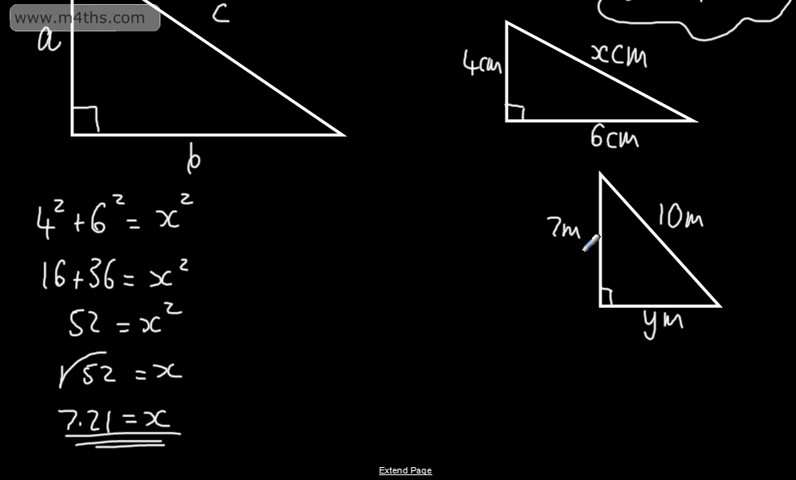 www.m4ths.com
c
a
b
4cm
xcm
6cm
7m
10m
ym
4² + 6² = x²
16 + 36 = x²
52 = x²
√52 = x
7.21 = x
Extend Page